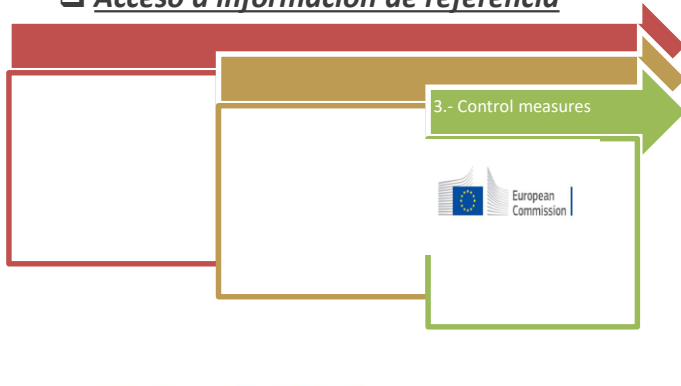 Acceso a información de referencia
3.- Control measures
European
Commission